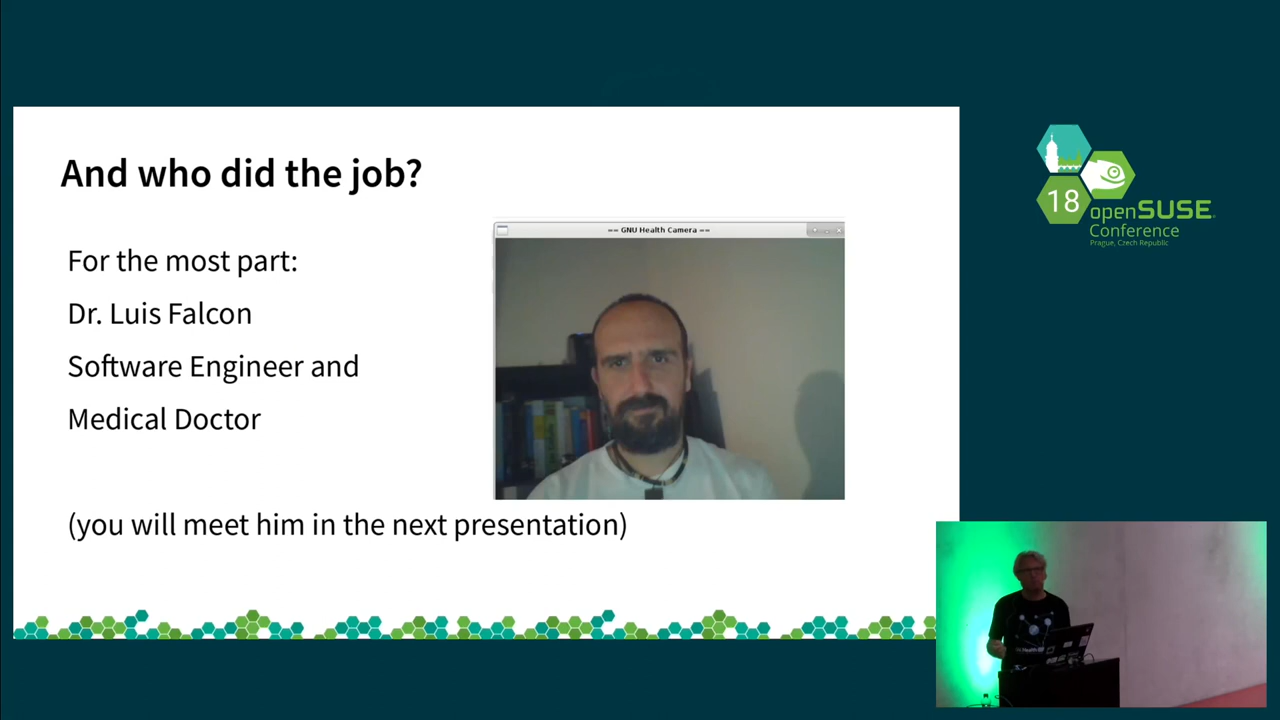 And who did the job?
For the most part:
Dr. Luis Falcon
Software Engineer and
Medical Doctor
== GNU Health Camera ==
(you will meet him in the next presentation)
18
openSUSE
Conference
Prague, Czech Republic